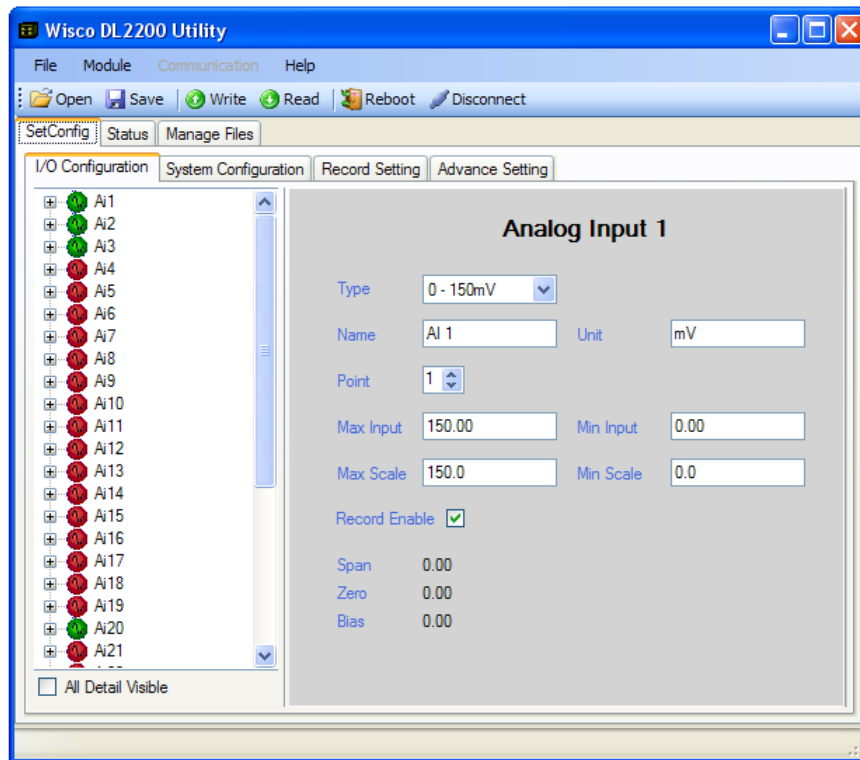 Wisco DL2200 Utility
File Module Communication Help
Open Save Write Read Reboot Disconnect
SetConfig Status Manage Files
I/O Configuration System Configuration Record Setting Advance Setting
Ai1
Ai2
Ai3
Ai4
Ai5
Ai6
Ai7
Ai8
Ai9
Ai10
Ai11
Ai12
Ai13
Ai14
Ai15
Ai16
Ai17
Ai18
Ai19
Ai20
Ai21
All Detail Visible
Analog Input 1
Type 0 - 150mV
Name AI 1 Unit mV
Point 1
Max Input 150.00 Min Input 0.00
Max Scale 150.0 Min Scale 0.0
Record Enable
Span 0.00
Zero 0.00
Bias 0.00